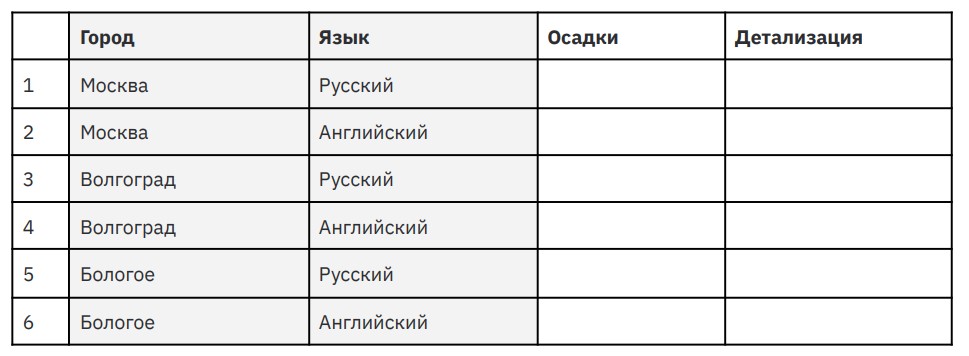 Город Язык Осадки Детализация
1 Москва Русский
2 Москва Английский
3 Волгоград Русский
4 Волгоград Английский
5 Бологое Русский
6 Бологое Английский